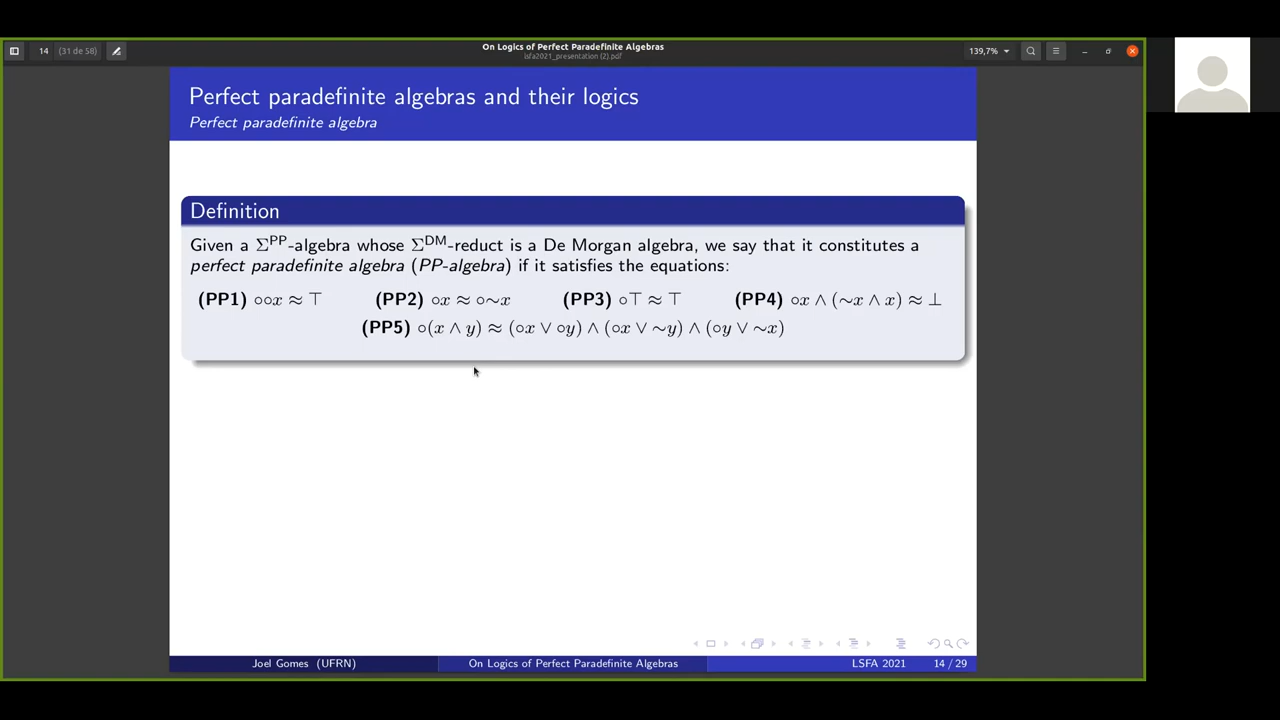 On Logics of Perfect Paradefinite Algebras
lsfa2021_presentation (2).pdf
14 (31 de 58)
139,7%
Perfect paradefinite algebras and their logics
Perfect paradefinite algebra
Definition
Given a Σ^PP-algebra whose Σ^DM-reduct is a De Morgan algebra, we say that it constitutes a
perfect paradefinite algebra (PP-algebra) if it satisfies the equations:
(PP1) ○○x ≈ ⊤ (PP2) ○x ≈ ○∼x (PP3) ○⊤ ≈ ⊤ (PP4) ○x ∧ (∼x ∧ x) ≈ ⊥
(PP5) ○(x ∧ y) ≈ (○x ∨ ○y) ∧ (○x ∨ ∼y) ∧ (○y ∨ ∼x)
Joel Gomes (UFRN) On Logics of Perfect Paradefinite Algebras LSFA 2021 14 / 29